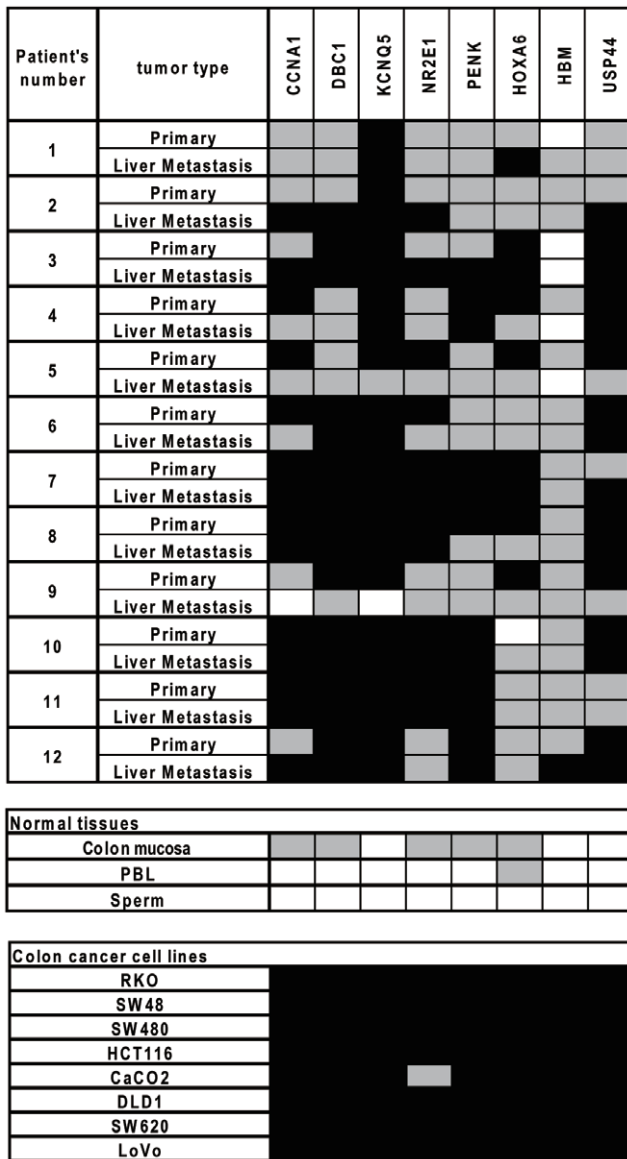 Patient's number tumor type CCNA1 DBC1 KCNQ5 NR2E1 PENK HOXA6 HBM USP44
1 Primary
Liver Metastasis
2 Primary
Liver Metastasis
3 Primary
Liver Metastasis
4 Primary
Liver Metastasis
5 Primary
Liver Metastasis
6 Primary
Liver Metastasis
7 Primary
Liver Metastasis
8 Primary
Liver Metastasis
9 Primary
Liver Metastasis
10 Primary
Liver Metastasis
11 Primary
Liver Metastasis
12 Primary
Liver Metastasis
Normal tissues
Colon mucosa
PBL
Sperm
Colon cancer cell lines
RKO
SW48
SW480
HCT116
CaCO2
DLD1
SW620
LoVo